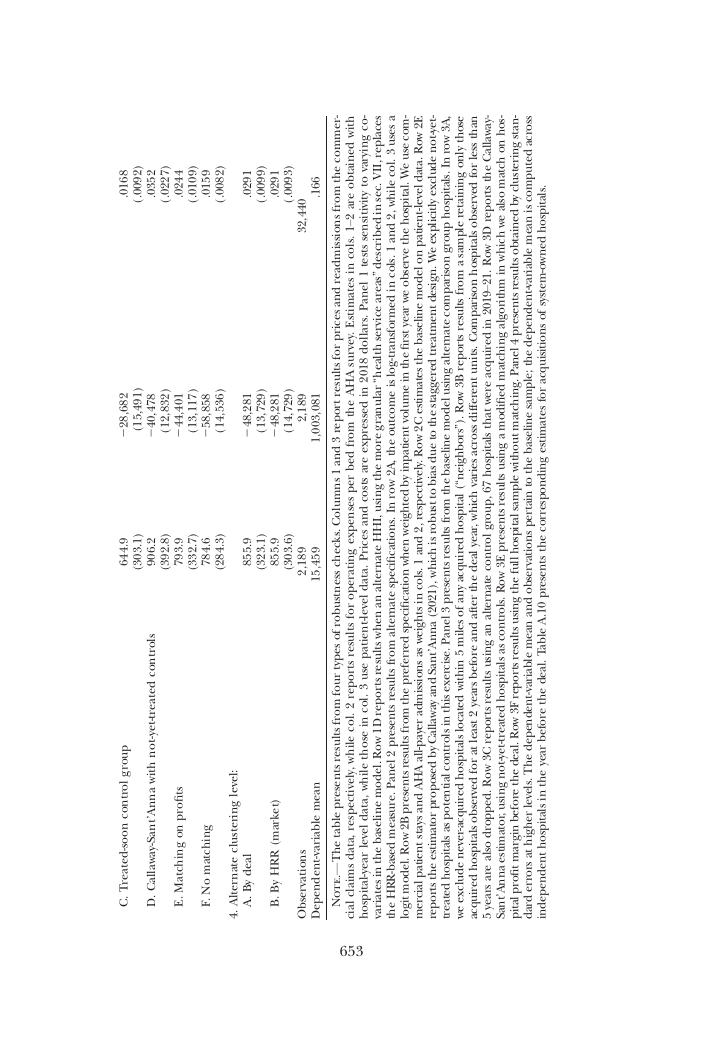 C. Treated-soon control group 644.9 −28,682 .0168
(303.1) (15,491) (.0092)
D. Callaway-Sant'Anna with not-yet-treated controls 906.2 −40,478 .0352
(392.8) (12,832) (.0227)
E. Matching on profits 793.9 −44,401 .0244
(332.7) (13,117) (.0109)
F. No matching 784.6 −58,858 .0159
(284.3) (14,536) (.0082)
4. Alternate clustering level:
A. By deal 855.9 −48,281 .0291
(323.1) (13,729) (.0099)
B. By HRR (market) 855.9 −48,281 .0291
(303.6) (14,729) (.0093)
Observations 2,189 2,189 32,440
Dependent-variable mean 15,459 1,003,081 .166
Note.—The table presents results from four types of robustness checks. Columns 1 and 3 report results for prices and readmissions from the commer-
cial claims data, respectively, while col. 2 reports results for operating expenses per bed from the AHA survey. Estimates in cols. 1–2 are obtained with
hospital-year level data, while those in col. 3 use patient-level data. Prices and costs are expressed in 2018 dollars. Panel 1 tests sensitivity to varying co-
variates in the baseline model. Row 1D reports results when an alternate HHI, using the more granular "health service areas" described in sec. VII, replaces
the HRR-based measure. Panel 2 presents results from alternate specifications. In row 2A, the outcome is log-transformed in cols. 1 and 2, while col. 3 uses a
logit model. Row 2B presents results from the preferred specification when weighted by inpatient volume in the first year we observe the hospital. We use com-
mercial patient stays and AHA all-payer admissions as weights in cols. 1 and 2, respectively. Row 2C estimates the baseline model on patient-level data. Row 2E
reports the estimator proposed by Callaway and Sant'Anna (2021), which is robust to bias due to the staggered treatment design. We explicitly exclude not-yet-
treated hospitals as potential controls in this exercise. Panel 3 presents results from the baseline model using alternate comparison group hospitals. In row 3A,
we exclude never-acquired hospitals located within 5 miles of any acquired hospital ("neighbors"). Row 3B reports results from a sample retaining only those
acquired hospitals observed for at least 2 years before and after the deal year, which varies across different units. Comparison hospitals observed for less than
5 years are also dropped. Row 3C reports results using an alternate control group, 67 hospitals that were acquired in 2019–21. Row 3D reports the Callaway-
Sant'Anna estimator, using not-yet-treated hospitals as controls. Row 3E presents results using a modified matching algorithm in which we also match on hos-
pital profit margin before the deal. Row 3F reports results using the full hospital sample without matching. Panel 4 presents results obtained by clustering stan-
dard errors at higher levels. The dependent-variable mean and observations pertain to the baseline sample; the dependent-variable mean is computed across
independent hospitals in the year before the deal. Table A.10 presents the corresponding estimates for acquisitions of system-owned hospitals.
653